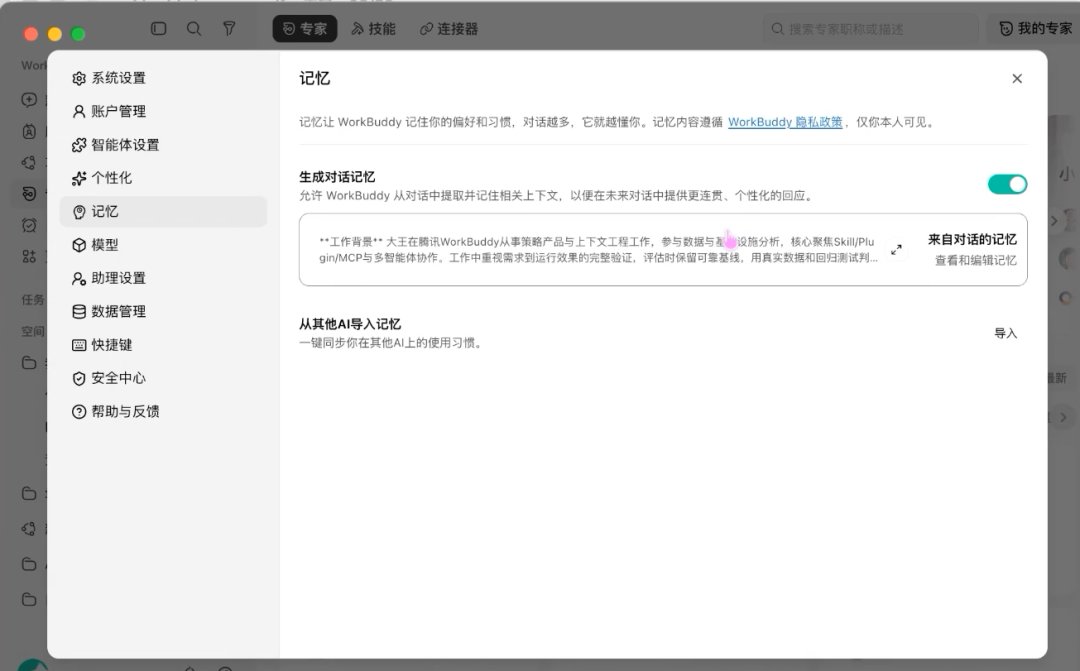 专家
技能
连接器
搜索专家职称或描述
我的专家
Work
系统设置
账户管理
智能体设置
个性化
记忆
模型
助理设置
数据管理
快捷键
安全中心
帮助与反馈
任务
空间
记忆
记忆让 WorkBuddy 记住你的偏好和习惯，对话越多，它就越懂你。记忆内容遵循 WorkBuddy 隐私政策，仅你本人可见。
生成对话记忆
允许 WorkBuddy 从对话中提取并记住相关上下文，以便在未来对话中提供更连贯、个性化的回应。
**工作背景** 大王在腾讯WorkBuddy从事策略产品与上下文工程工作，参与数据与基础设施分析，核心聚焦Skill/Plu
gin/MCP与多智能体协作。工作中重视需求到运行效果的完整验证，评估时保留可靠基线，用真实数据和回归测试判...
来自对话的记忆
查看和编辑记忆
从其他AI导入记忆
一键同步你在其他AI上的使用习惯。
导入
小
最新